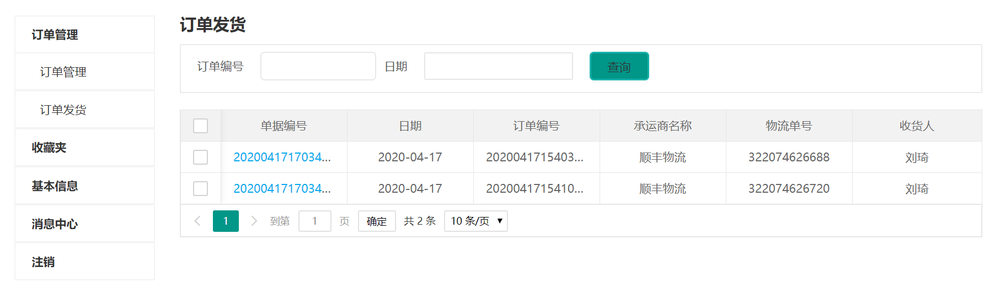 订单管理
订单管理
订单发货
收藏夹
基本信息
消息中心
注销
订单发货
订单编号 日期 查询
单据编号 日期 订单编号 承运商名称 物流单号 收货人
2020041717034... 2020-04-17 2020041715403... 顺丰物流 322074626688 刘琦
2020041717034... 2020-04-17 2020041715410... 顺丰物流 322074626720 刘琦
1 到第 1 页 确定 共 2 条 10 条/页